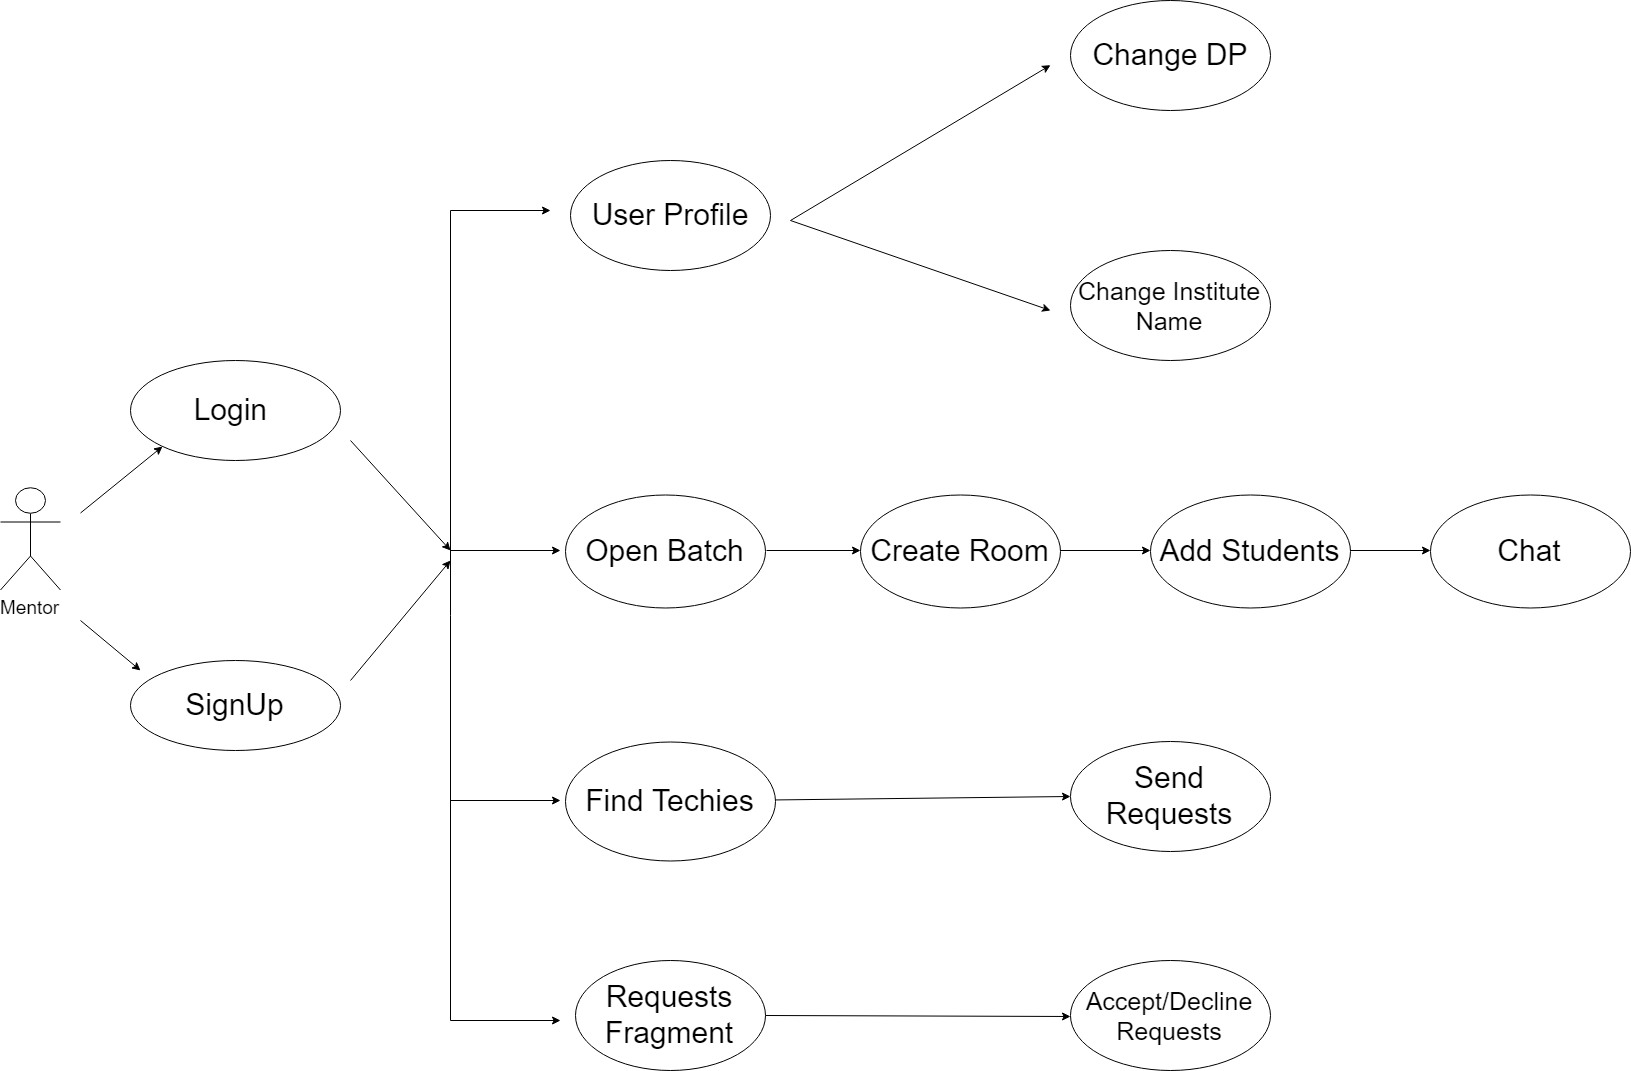 Change DP
User Profile
Change Institute
Name
Login
Mentor
SignUp
Open Batch
Create Room
Add Students
Chat
Find Techies
Send
Requests
Requests
Fragment
Accept/Decline
Requests